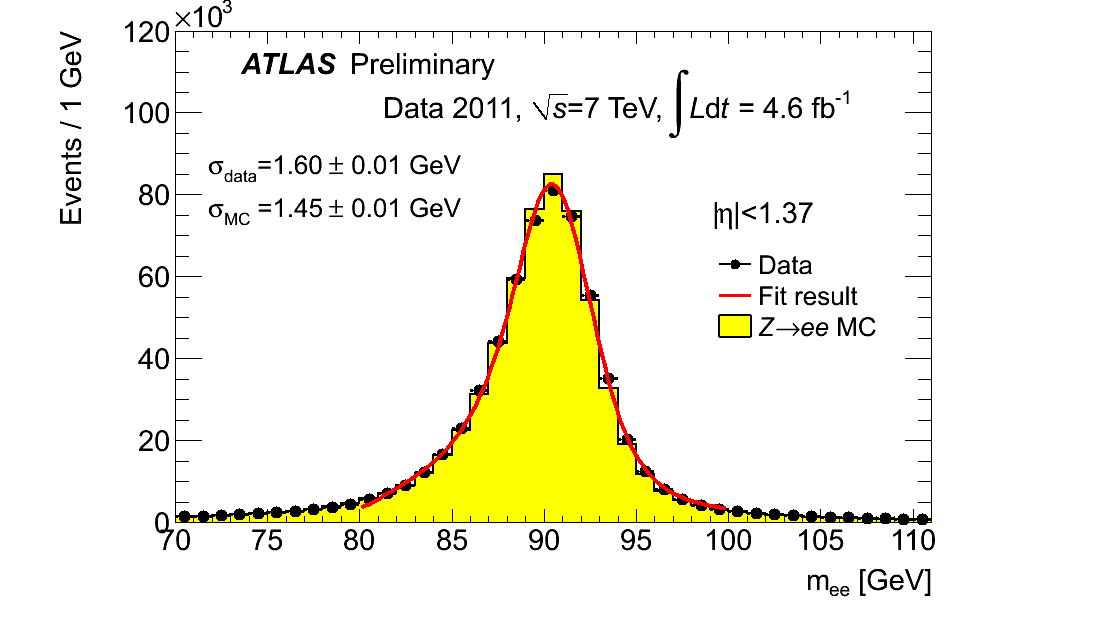 ×10³
120
100
80
60
40
20
0
Events / 1 GeV
ATLAS Preliminary
Data 2011, √s=7 TeV, ∫Ldt = 4.6 fb⁻¹
σdata=1.60 ± 0.01 GeV
σMC =1.45 ± 0.01 GeV
|η|<1.37
Data
Fit result
Z→ee MC
70 75 80 85 90 95 100 105 110
mee [GeV]